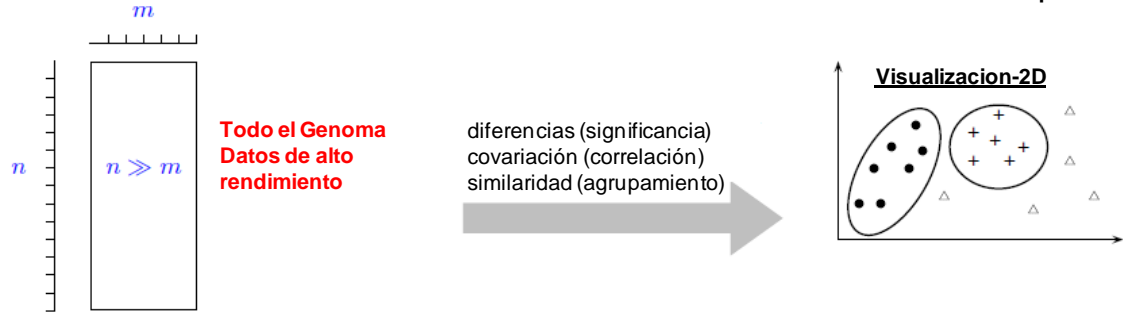 m
n
n ≫ m
Todo el Genoma
Datos de alto
rendimiento
diferencias (significancia)
covariación (correlación)
similaridad (agrupamiento)
Visualizacion-2D